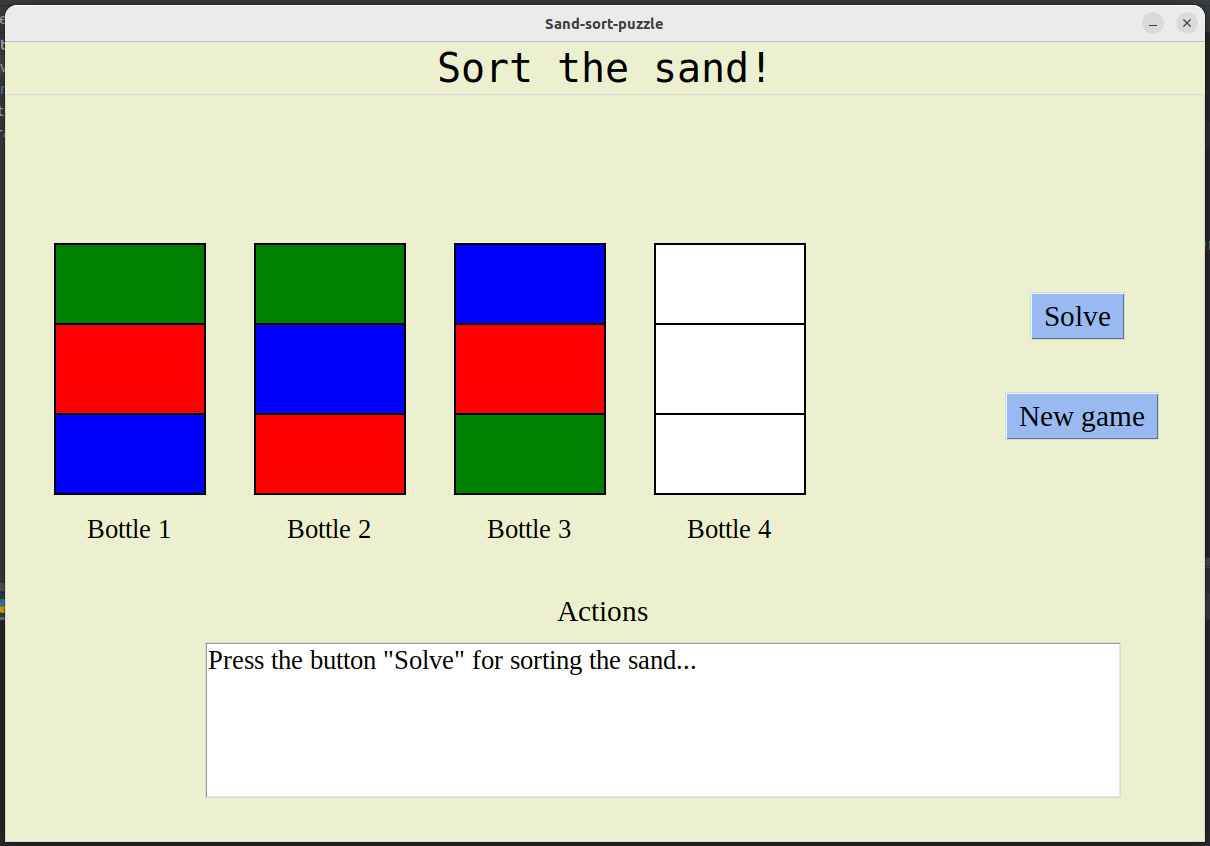 Sand-sort-puzzle
Sort the sand!
Solve
New game
Bottle 1 Bottle 2 Bottle 3 Bottle 4
Actions
Press the button "Solve" for sorting the sand...